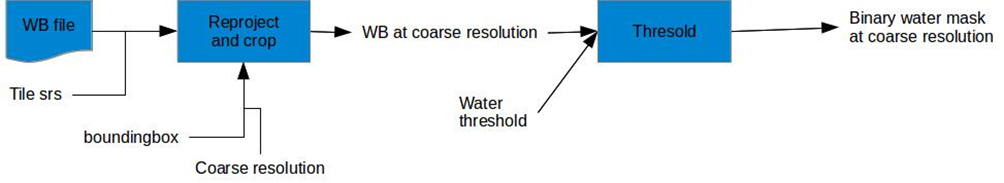 WB file
Reproject
and crop
WB at coarse resolution
Thresold
Binary water mask
at coarse resolution
Tile srs
Water
threshold
boundingbox
Coarse resolution